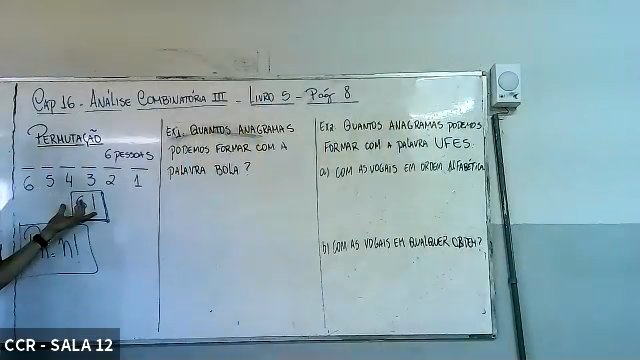 CAP 16 - ANÁLISE COMBINATÓRIA III - LIVRO 5 - PÁG 8
PERMUTAÇÃO
6 PESSOAS
6 5 4 3 2 1
6!
Pn = n!
EX1. QUANTOS ANAGRAMAS
PODEMOS FORMAR COM A
PALAVRA BOLA?
EX2. QUANTOS ANAGRAMAS PODEMOS
FORMAR COM A PALAVRA UFES.
a) COM AS VOGAIS EM ORDEM ALFABÉTICA
b) COM AS VOGAIS EM QUALQUER ORDEM?
CCR - SALA 12